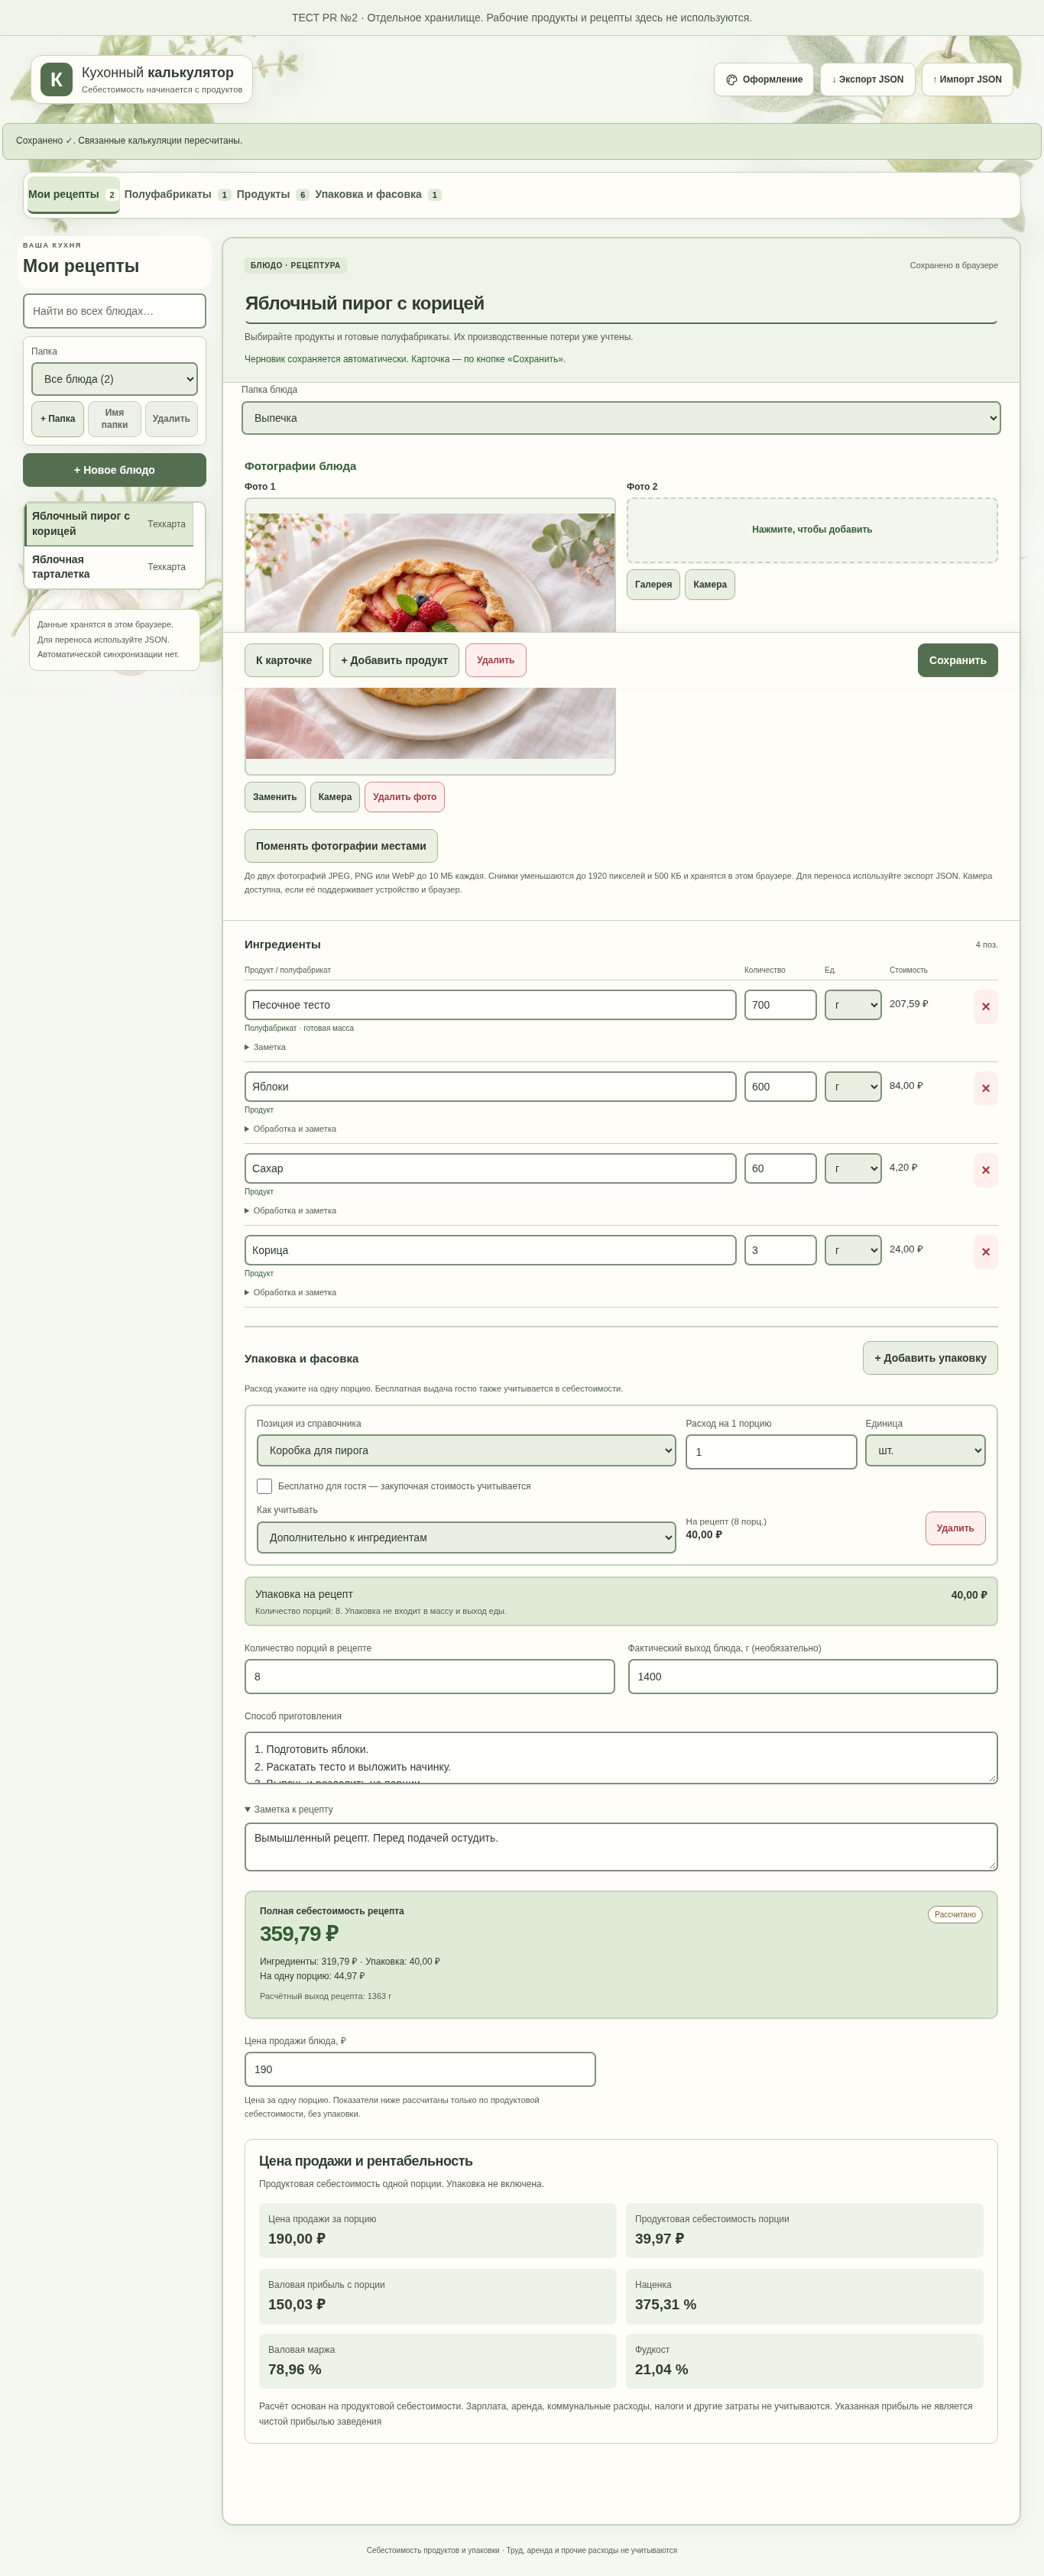 ТЕСТ PR №2 · Отдельное хранилище. Рабочие продукты и рецепты здесь не используются.
К
Кухонный калькулятор
Себестоимость начинается с продуктов
Оформление
↓ Экспорт JSON
↑ Импорт JSON
Сохранено ✓. Связанные калькуляции пересчитаны.
Мои рецепты 2 Полуфабрикаты 1 Продукты 6 Упаковка и фасовка 1
ВАША КУХНЯ
Мои рецепты
Найти во всех блюдах…
Папка
Все блюда (2)
+ Папка
Имя папки
Удалить
+ Новое блюдо
Яблочный пирог с корицей
Техкарта
Яблочная тарталетка
Техкарта
Данные хранятся в этом браузере.
Для переноса используйте JSON.
Автоматической синхронизации нет.
БЛЮДО · РЕЦЕПТУРА
Сохранено в браузере
Яблочный пирог с корицей
Выбирайте продукты и готовые полуфабрикаты. Их производственные потери уже учтены.
Черновик сохраняется автоматически. Карточка — по кнопке «Сохранить».
Папка блюда
Выпечка
Фотографии блюда
Фото 1
Фото 2
Нажмите, чтобы добавить
Галерея
Камера
К карточке
+ Добавить продукт
Удалить
Сохранить
Заменить
Камера
Удалить фото
Поменять фотографии местами
До двух фотографий JPEG, PNG или WebP до 10 МБ каждая. Снимки уменьшаются до 1920 пикселей и 500 КБ и хранятся в этом браузере. Для переноса используйте экспорт JSON. Камера
доступна, если её поддерживает устройство и браузер.
Ингредиенты
4 поз.
Продукт / полуфабрикат
Количество
Ед.
Стоимость
Песочное тесто 700 г 207,59 ₽ ×
Полуфабрикат · готовая масса
▶ Заметка
Яблоки 600 г 84,00 ₽ ×
Продукт
▶ Обработка и заметка
Сахар 60 г 4,20 ₽ ×
Продукт
▶ Обработка и заметка
Корица 3 г 24,00 ₽ ×
Продукт
▶ Обработка и заметка
Упаковка и фасовка
+ Добавить упаковку
Расход укажите на одну порцию. Бесплатная выдача гостю также учитывается в себестоимости.
Позиция из справочника
Расход на 1 порцию
Единица
Коробка для пирога
1
шт.
Бесплатно для гостя — закупочная стоимость учитывается
Как учитывать
Дополнительно к ингредиентам
На рецепт (8 порц.)
40,00 ₽
Удалить
Упаковка на рецепт
40,00 ₽
Количество порций: 8. Упаковка не входит в массу и выход еды.
Количество порций в рецепте
Фактический выход блюда, г (необязательно)
8
1400
Способ приготовления
1. Подготовить яблоки.
2. Раскатать тесто и выложить начинку.
▼ Заметка к рецепту
Вымышленный рецепт. Перед подачей остудить.
Полная себестоимость рецепта
Рассчитано
359,79 ₽
Ингредиенты: 319,79 ₽ · Упаковка: 40,00 ₽
На одну порцию: 44,97 ₽
Расчётный выход рецепта: 1363 г
Цена продажи блюда, ₽
190
Цена за одну порцию. Показатели ниже рассчитаны только по продуктовой
себестоимости, без упаковки.
Цена продажи и рентабельность
Продуктовая себестоимость одной порции. Упаковка не включена.
Цена продажи за порцию
190,00 ₽
Продуктовая себестоимость порции
39,97 ₽
Валовая прибыль с порции
150,03 ₽
Наценка
375,31 %
Валовая маржа
78,96 %
Фудкост
21,04 %
Расчёт основан на продуктовой себестоимости. Зарплата, аренда, коммунальные расходы, налоги и другие затраты не учитываются. Указанная прибыль не является
чистой прибылью заведения
Себестоимость продуктов и упаковки · Труд, аренда и прочие расходы не учитываются